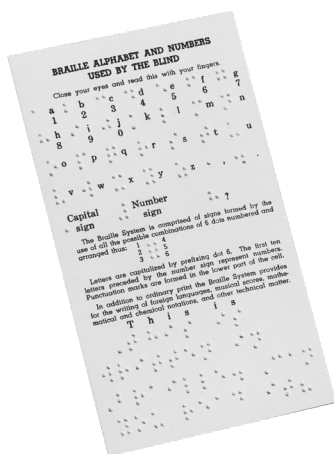 BRAILLE ALPHABET AND NUMBERS
USED BY THE BLIND
Close your eyes and read this with your fingers.
a b c d e f g
1 2 3 4 5 6 7
h i j k l m n
8 9 0
o p q r s t u
v w x y z , .
Capital Number ?
sign sign
The Braille System is comprised of signs formed by the
use of all the possible combinations of 6 dots numbered and
arranged thus: 1 4
2 5
3 6
Letters are capitalized by prefixing dot 6. The first ten
letters preceded by the number sign represent numbers.
Punctuation marks are formed in the lower part of the cell.
In addition to ordinary print the Braille System provides
for the writing of foreign languages, musical scores, mathe-
matical and chemical notations, and other technical matter.
T h i s i s